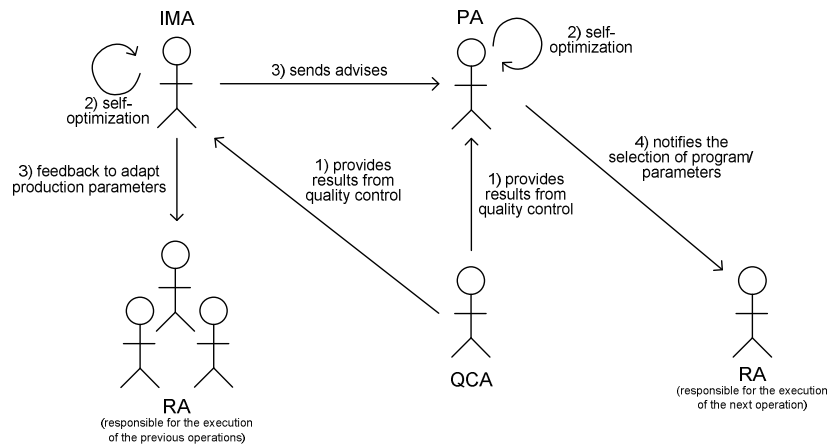 IMA
PA
2) self-
optimization
2) self-
optimization
3) sends advises
4) notifies the
selection of program/
parameters
3) feedback to adapt
production parameters
1) provides
results from
quality control
1) provides
results from
quality control
QCA
RA
(responsible for the execution
of the next operation)
RA
(responsible for the execution
of the previous operations)